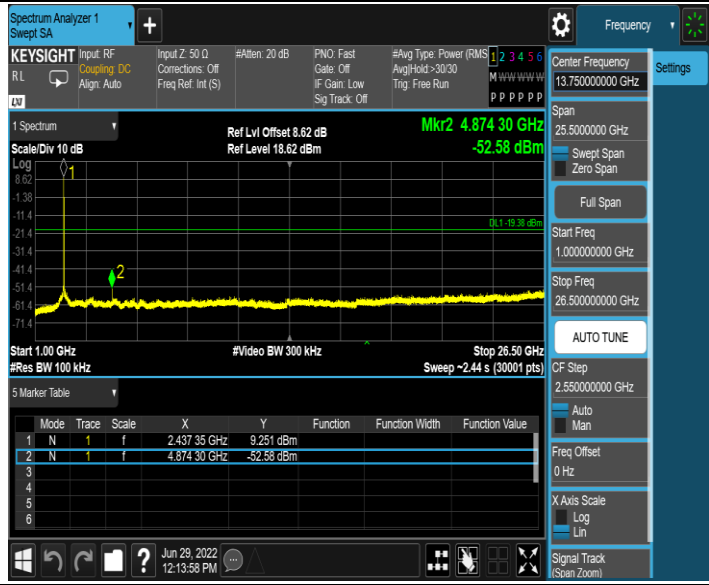 Spectrum Analyzer 1
Swept SA
+
Frequency
KEYSIGHT
RL
LXI
Input: RF
Coupling: DC
Align: Auto
Input Z: 50 Ω
Corrections: Off
Freq Ref: Int (S)
#Atten: 20 dB
PNO: Fast
Gate: Off
IF Gain: Low
Sig Track: Off
#Avg Type: Power (RMS
Avg|Hold:>30/30
Trig: Free Run
1 2 3 4 5 6
M W W W W W
P P P P P P
Settings
Center Frequency
13.750000000 GHz
Span
25.5000000 GHz
Swept Span
Zero Span
Full Span
Start Freq
1.000000000 GHz
Stop Freq
26.500000000 GHz
AUTO TUNE
CF Step
2.550000000 GHz
Auto
Man
Freq Offset
0 Hz
X Axis Scale
Log
Lin
Signal Track
(Span Zoom)
1 Spectrum
Scale/Div 10 dB
Ref Lvl Offset 8.62 dB
Ref Level 18.62 dBm
Mkr2 4.874 30 GHz
-52.58 dBm
Log
8.62
-1.38
-11.4
-21.4
-31.4
-41.4
-51.4
-61.4
-71.4
1
2
DL1 -19.38 dBm
Start 1.00 GHz
#Res BW 100 kHz
#Video BW 300 kHz
Stop 26.50 GHz
Sweep ~2.44 s (30001 pts)
5 Marker Table
Mode Trace Scale X Y Function Function Width Function Value
1 N 1 f 2.437 35 GHz 9.251 dBm
2 N 1 f 4.874 30 GHz -52.58 dBm
3
4
5
6
?
Jun 29, 2022
12:13:58 PM